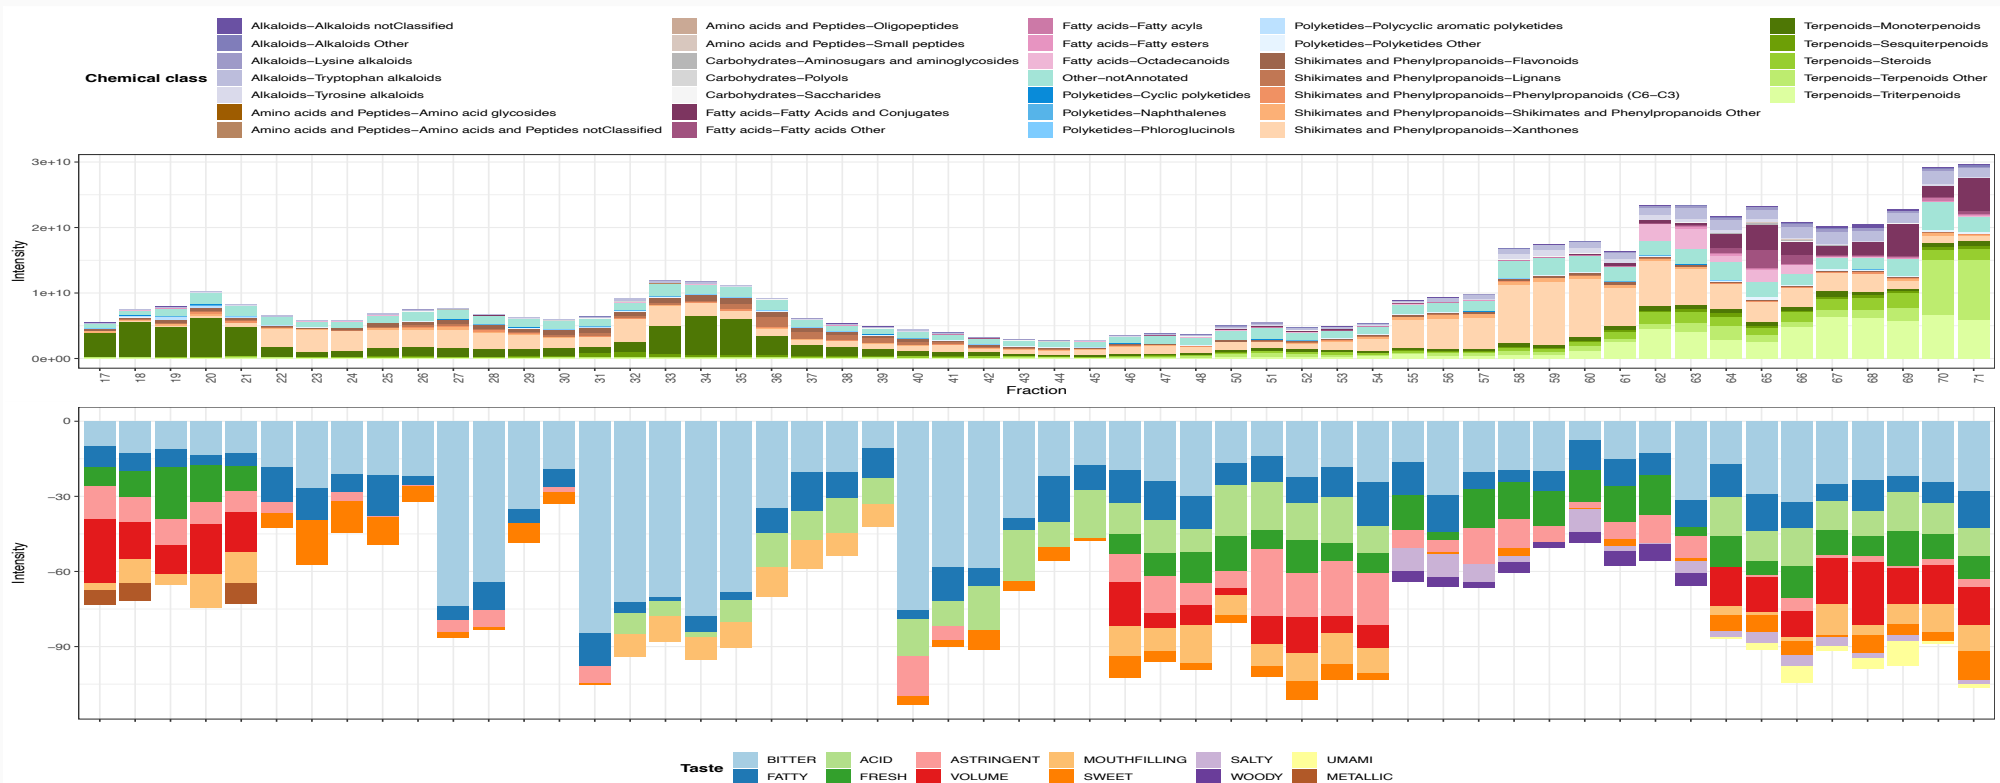 Chemical class
Alkaloids−Alkaloids notClassified
Alkaloids−Alkaloids Other
Alkaloids−Lysine alkaloids
Alkaloids−Tryptophan alkaloids
Alkaloids−Tyrosine alkaloids
Amino acids and Peptides−Amino acid glycosides
Amino acids and Peptides−Amino acids and Peptides notClassified
Amino acids and Peptides−Oligopeptides
Amino acids and Peptides−Small peptides
Carbohydrates−Aminosugars and aminoglycosides
Carbohydrates−Polyols
Carbohydrates−Saccharides
Fatty acids−Fatty Acids and Conjugates
Fatty acids−Fatty acids Other
Fatty acids−Fatty acyls
Fatty acids−Fatty esters
Fatty acids−Octadecanoids
Other−notAnnotated
Polyketides−Cyclic polyketides
Polyketides−Naphthalenes
Polyketides−Phloroglucinols
Polyketides−Polycyclic aromatic polyketides
Polyketides−Polyketides Other
Shikimates and Phenylpropanoids−Flavonoids
Shikimates and Phenylpropanoids−Lignans
Shikimates and Phenylpropanoids−Phenylpropanoids (C6−C3)
Shikimates and Phenylpropanoids−Shikimates and Phenylpropanoids Other
Shikimates and Phenylpropanoids−Xanthones
Terpenoids−Monoterpenoids
Terpenoids−Sesquiterpenoids
Terpenoids−Steroids
Terpenoids−Terpenoids Other
Terpenoids−Triterpenoids
Intensity
3e+10
2e+10
1e+10
0e+00
17 18 19 20 21 22 23 24 25 26 27 28 29 30 31 32 33 34 35 36 37 38 39 40 41 42 43 44 45 46 47 48 50 51 52 53 54 55 56 57 58 59 60 61 62 63 64 65 66 67 68 69 70 71
Fraction
Intensity
0
−30
−60
−90
Taste
BITTER ACID ASTRINGENT MOUTHFILLING SALTY UMAMI
FATTY FRESH VOLUME SWEET WOODY METALLIC